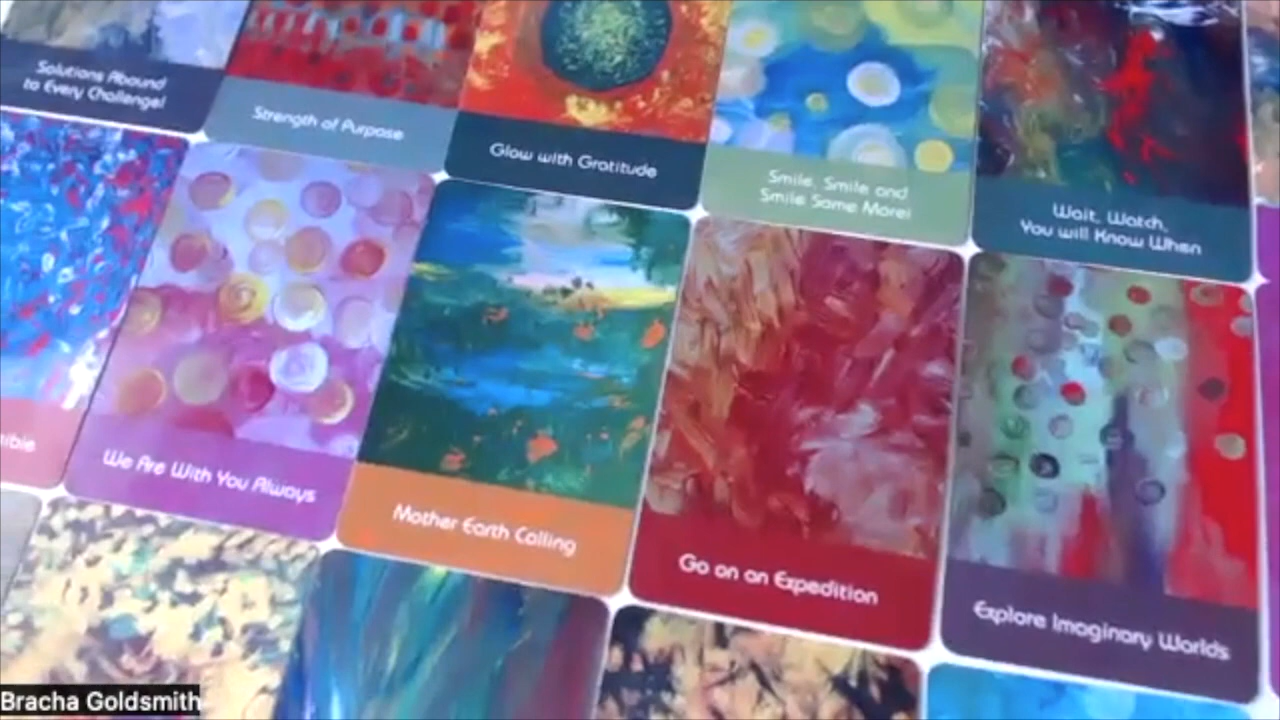 Solutions Abound
to Every Challenge!
Strength of Purpose
Glow with Gratitude
Smile, Smile and
Smile Some More!
Wait, Watch,
You will Know When
We Are With You Always
Mother Earth Calling
Go on an Expedition
Explore Imaginary Worlds
Bracha Goldsmith